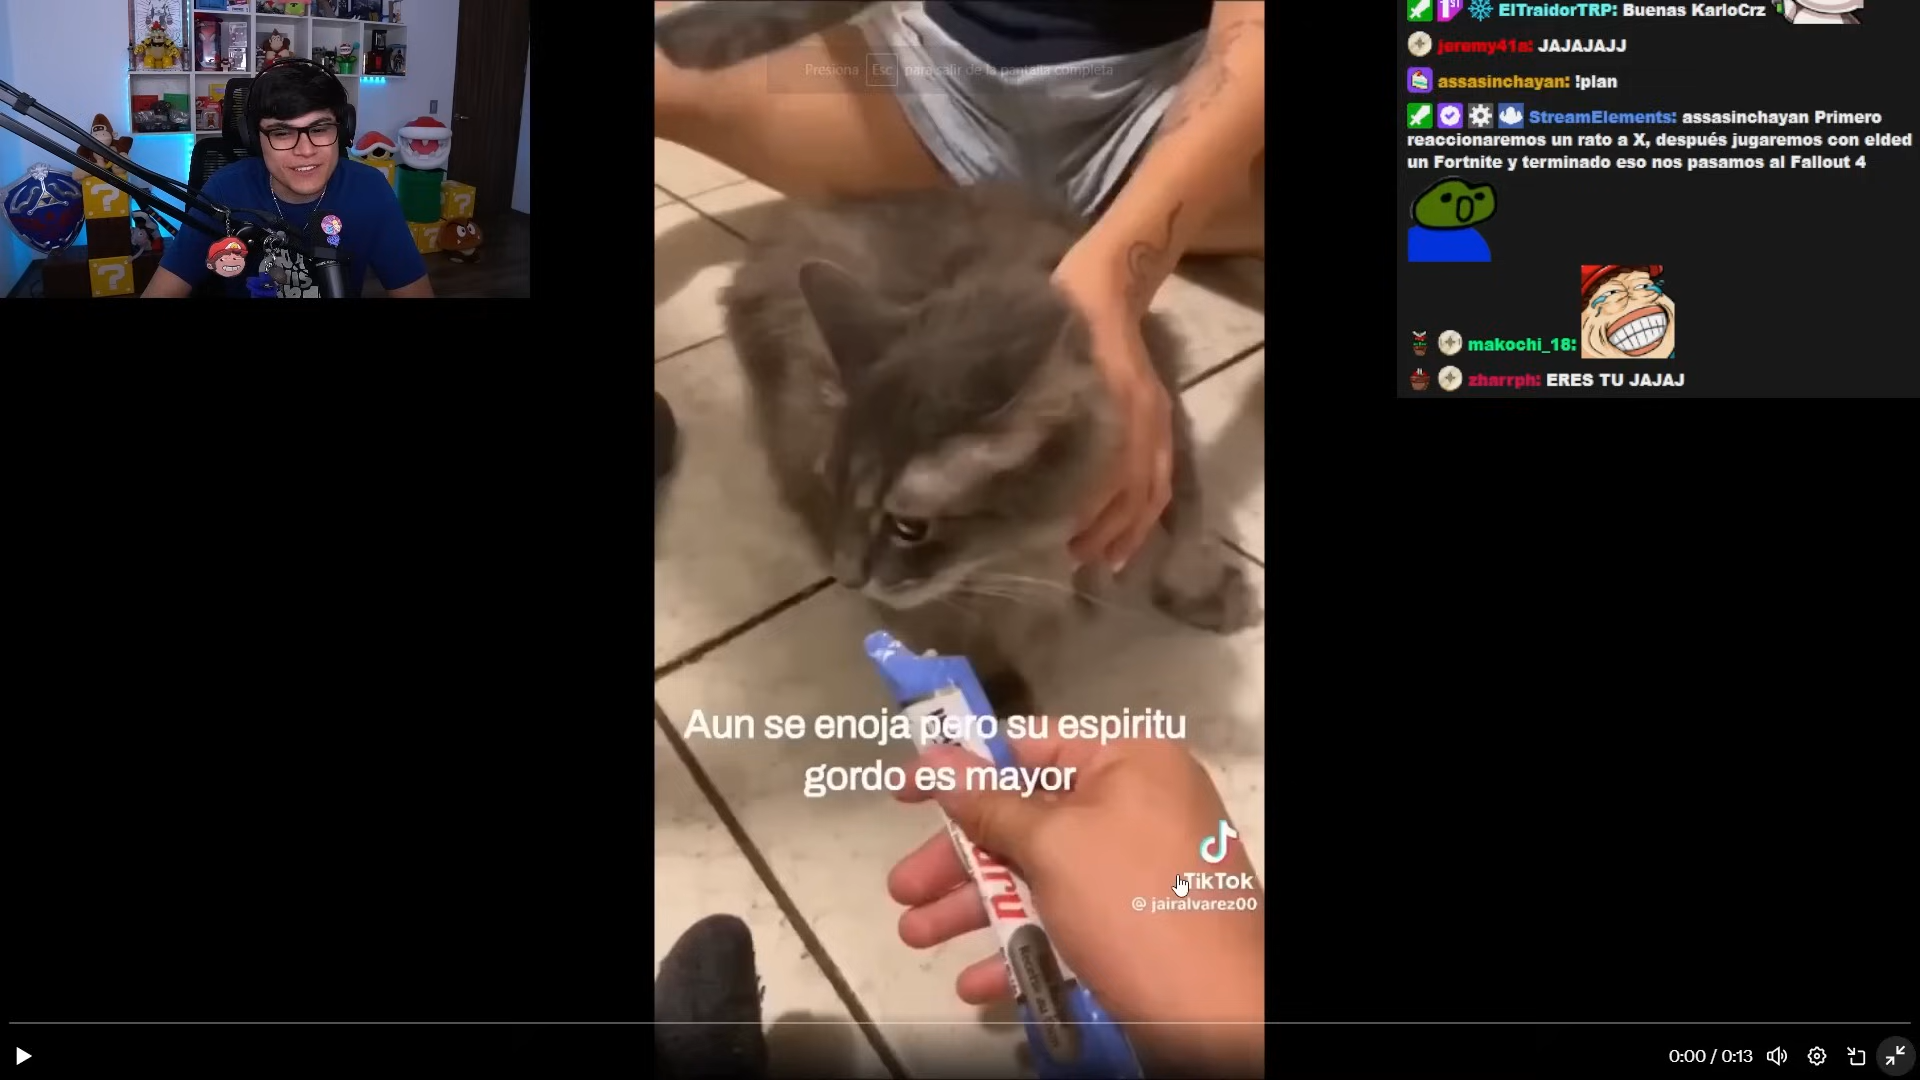 Presiona Esc para salir de la pantalla completa
Aun se enoja pero su espiritu
gordo es mayor
TikTok
@ jairalvarez00
ElTraidorTRP: Buenas KarloCrz
jeremy41a: JAJAJAJJ
assasinchayan: !plan
StreamElements: assasinchayan Primero
reaccionaremos un rato a X, después jugaremos con elded
un Fortnite y terminado eso nos pasamos al Fallout 4
makochi_18:
zharrph: ERES TU JAJAJ
0:00 / 0:13